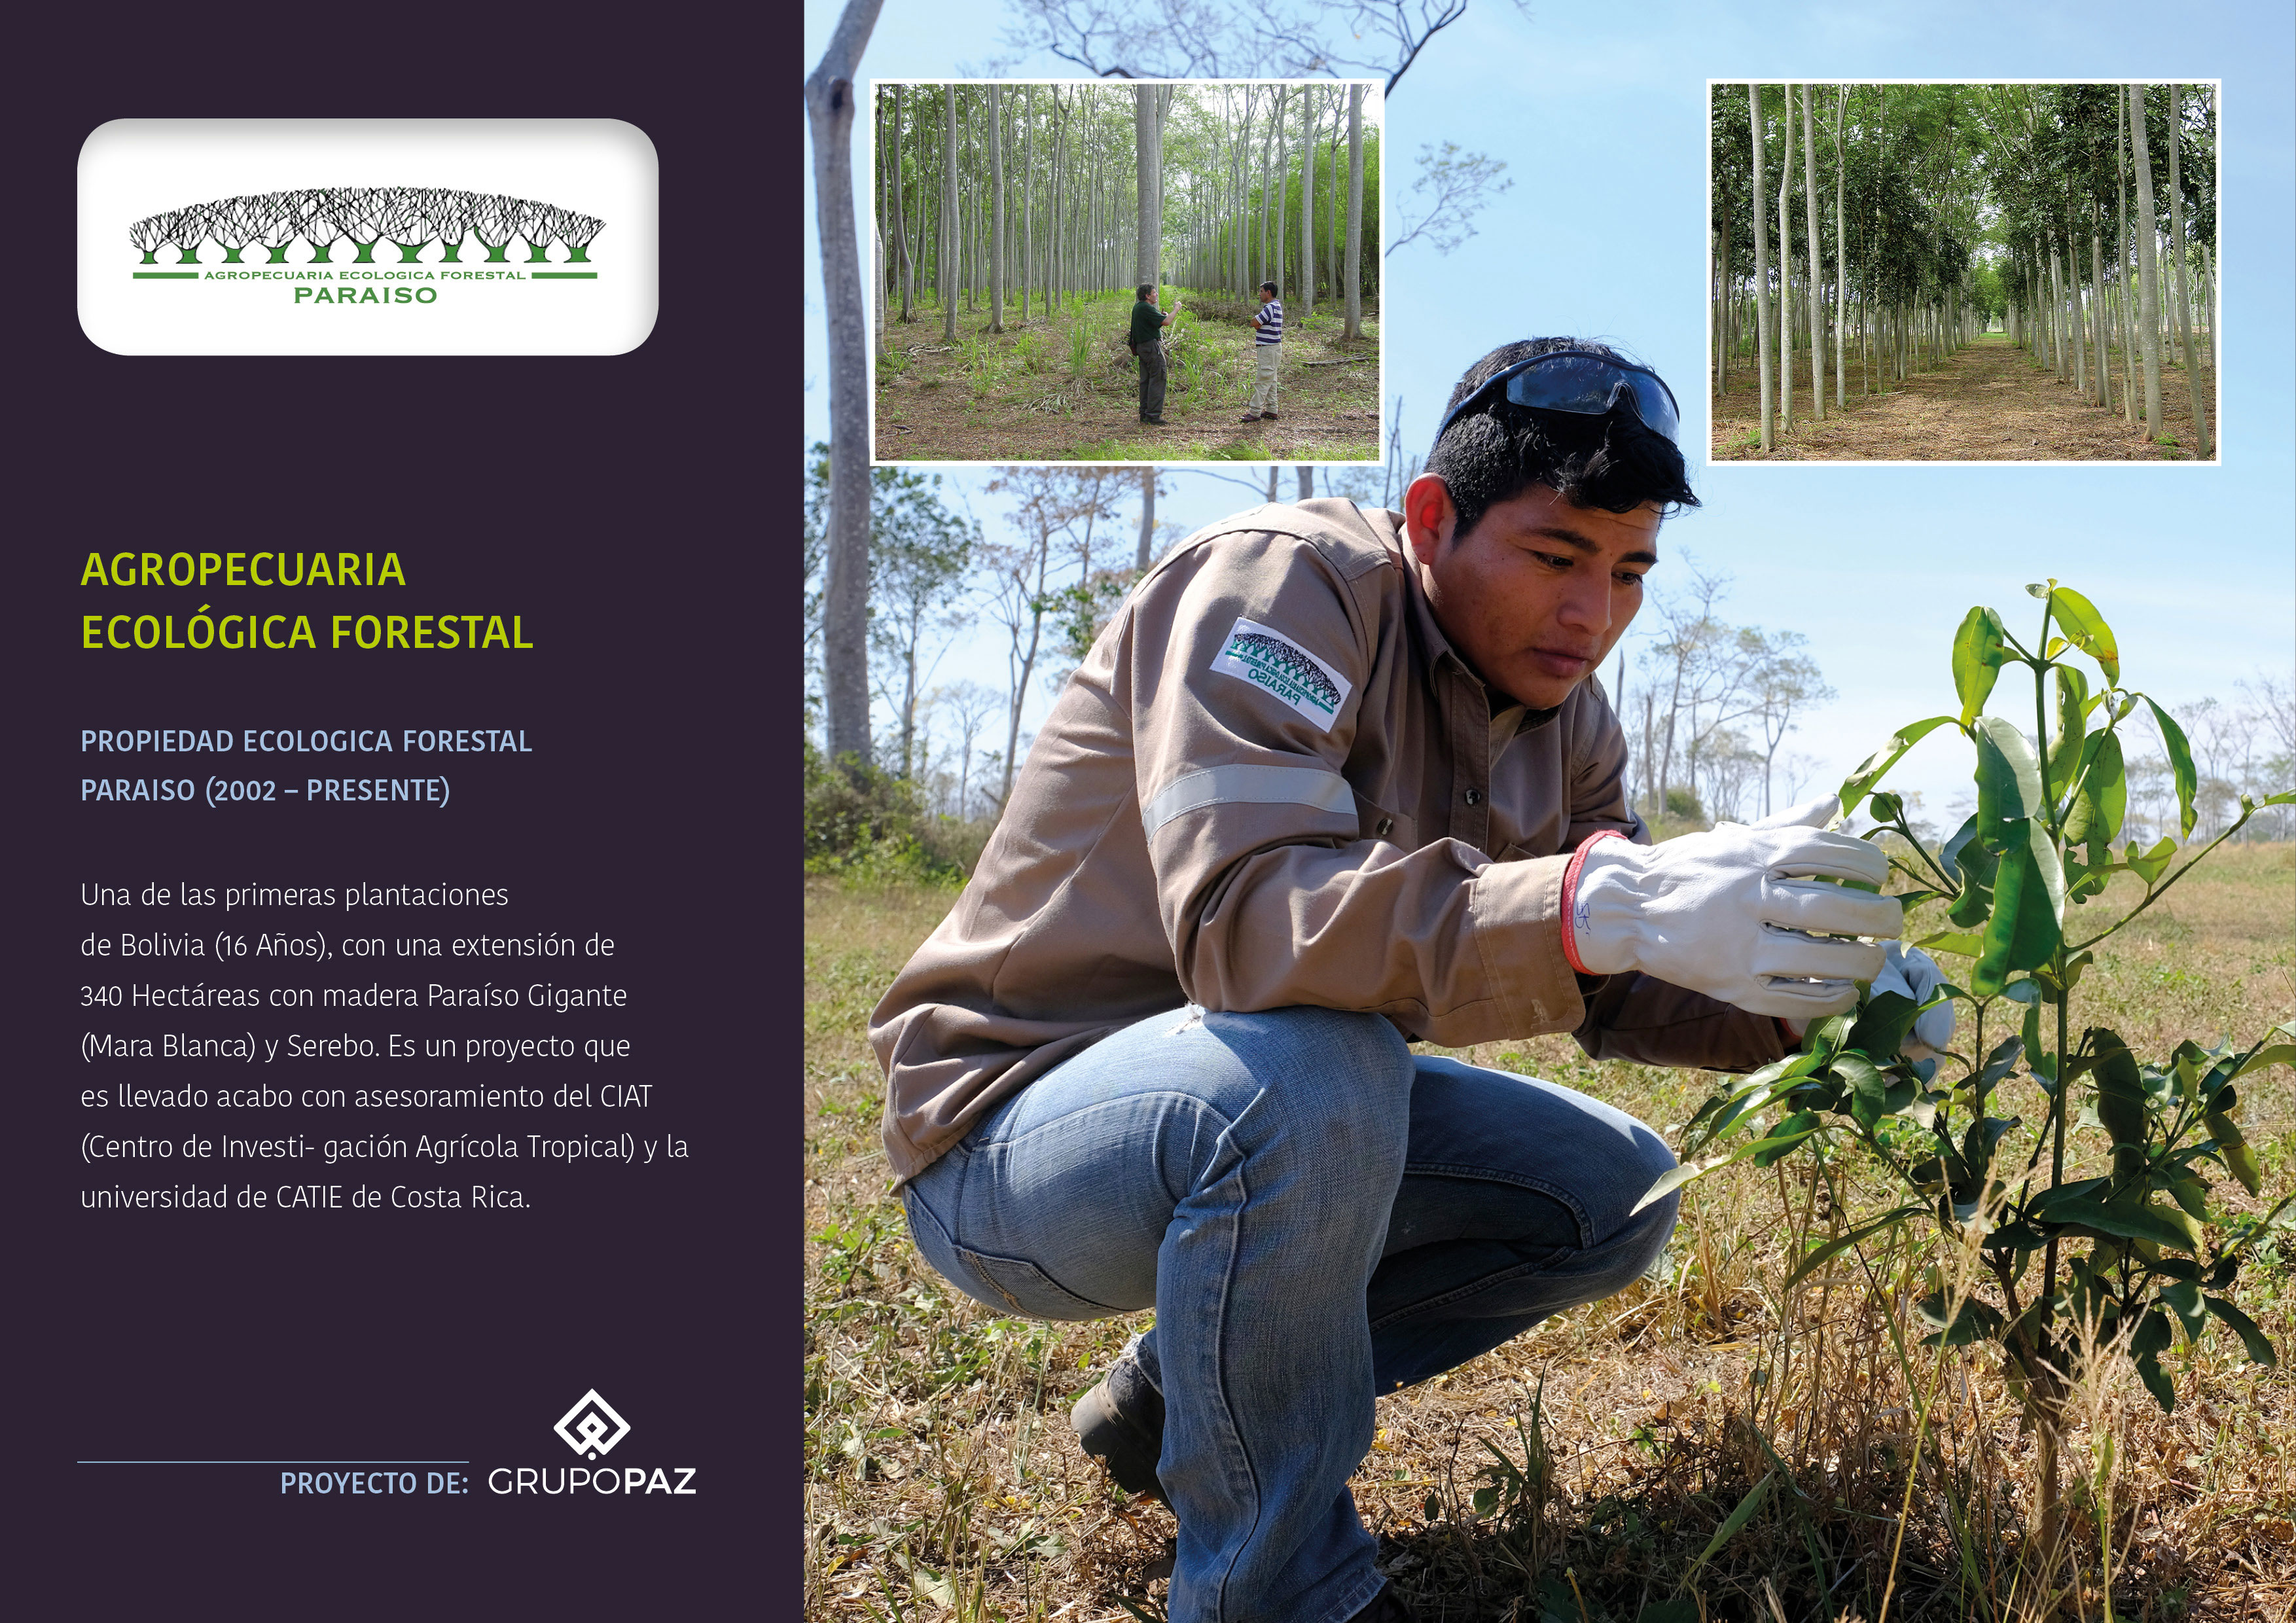 AGROPECUARIA ECOLOGICA FORESTAL
PARAISO
AGROPECUARIA
ECOLÓGICA FORESTAL
PROPIEDAD ECOLOGICA FORESTAL
PARAISO (2002 – PRESENTE)
Una de las primeras plantaciones
de Bolivia (16 Años), con una extensión de
340 Hectáreas con madera Paraíso Gigante
(Mara Blanca) y Serebo. Es un proyecto que
es llevado acabo con asesoramiento del CIAT
(Centro de Investi- gación Agrícola Tropical) y la
universidad de CATIE de Costa Rica.
PROYECTO DE: GRUPOPAZ
PARAISO